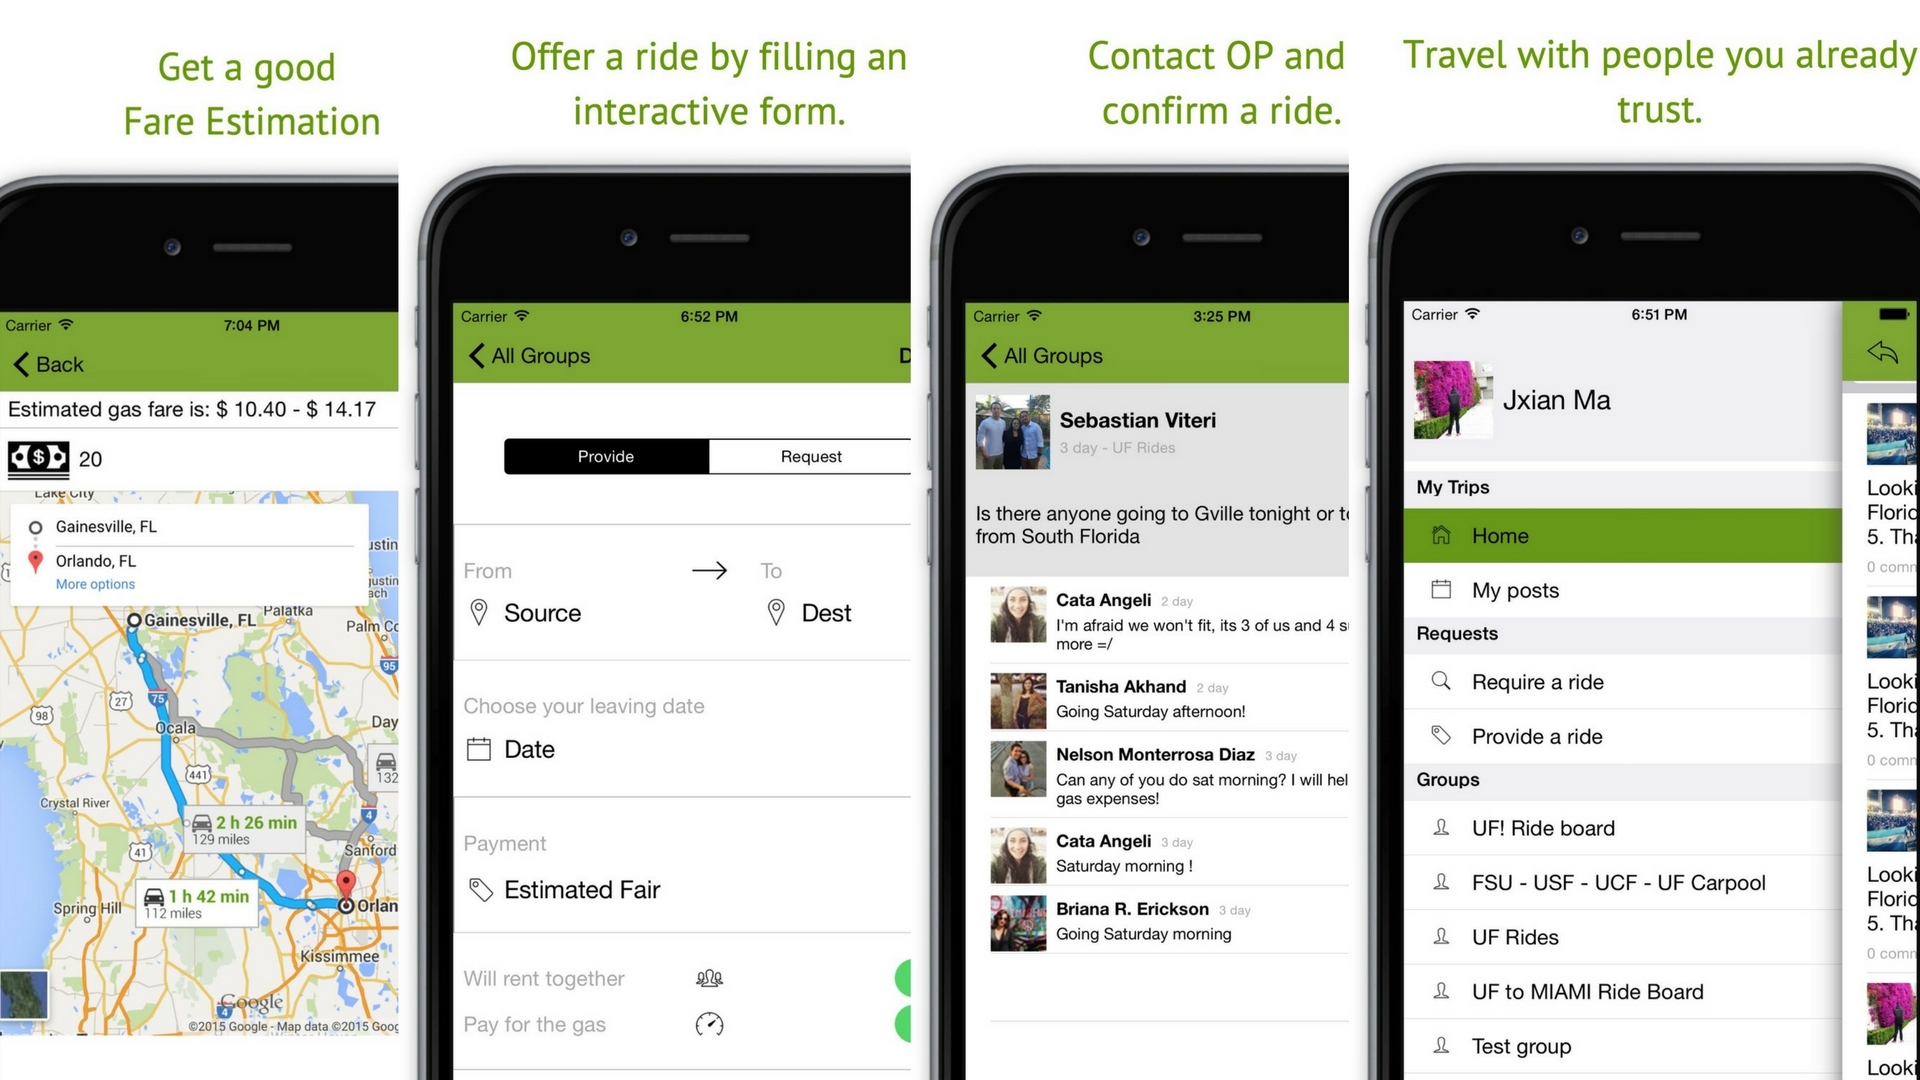 Get a good
Fare Estimation
Carrier
7:04 PM
Back
Estimated gas fare is: $ 10.40 - $ 14.17
20
Lake City
Gainesville, FL
Orlando, FL
More options
Gainesville, FL
Palatka
Palm Co
95
27
75
98
Ocala
Day
441
132
Crystal River
2 h 26 min
129 miles
4
41
Sanford
1 h 42 min
112 miles
Spring Hill
Orlan
Kissimmee
4
Google
©2015 Google - Map data ©2015 Goog
Offer a ride by filling an
interactive form.
Carrier
6:52 PM
All Groups
D
Provide
Request
From
To
Source
Dest
Choose your leaving date
Date
Payment
Estimated Fair
Will rent together
Pay for the gas
Contact OP and
confirm a ride.
Carrier
3:25 PM
All Groups
Sebastian Viteri
3 day - UF Rides
Is there anyone going to Gville tonight or to
from South Florida
Cata Angeli 2 day
I'm afraid we won't fit, its 3 of us and 4 s
more =/
Tanisha Akhand 2 day
Going Saturday afternoon!
Nelson Monterrosa Diaz 3 day
Can any of you do sat morning? I will hel
gas expenses!
Cata Angeli 3 day
Saturday morning !
Briana R. Erickson 3 day
Going Saturday morning
Travel with people you already
trust.
Carrier
6:51 PM
Jxian Ma
My Trips
Home
My posts
Requests
Require a ride
Provide a ride
Groups
UF! Ride board
FSU - USF - UCF - UF Carpool
UF Rides
UF to MIAMI Ride Board
Test group
Looki
Floric
5. Tha
0 comn
Looki
Floric
5. Tha
0 comn
Looki
Floric
5. Tha
0 comn
Looki